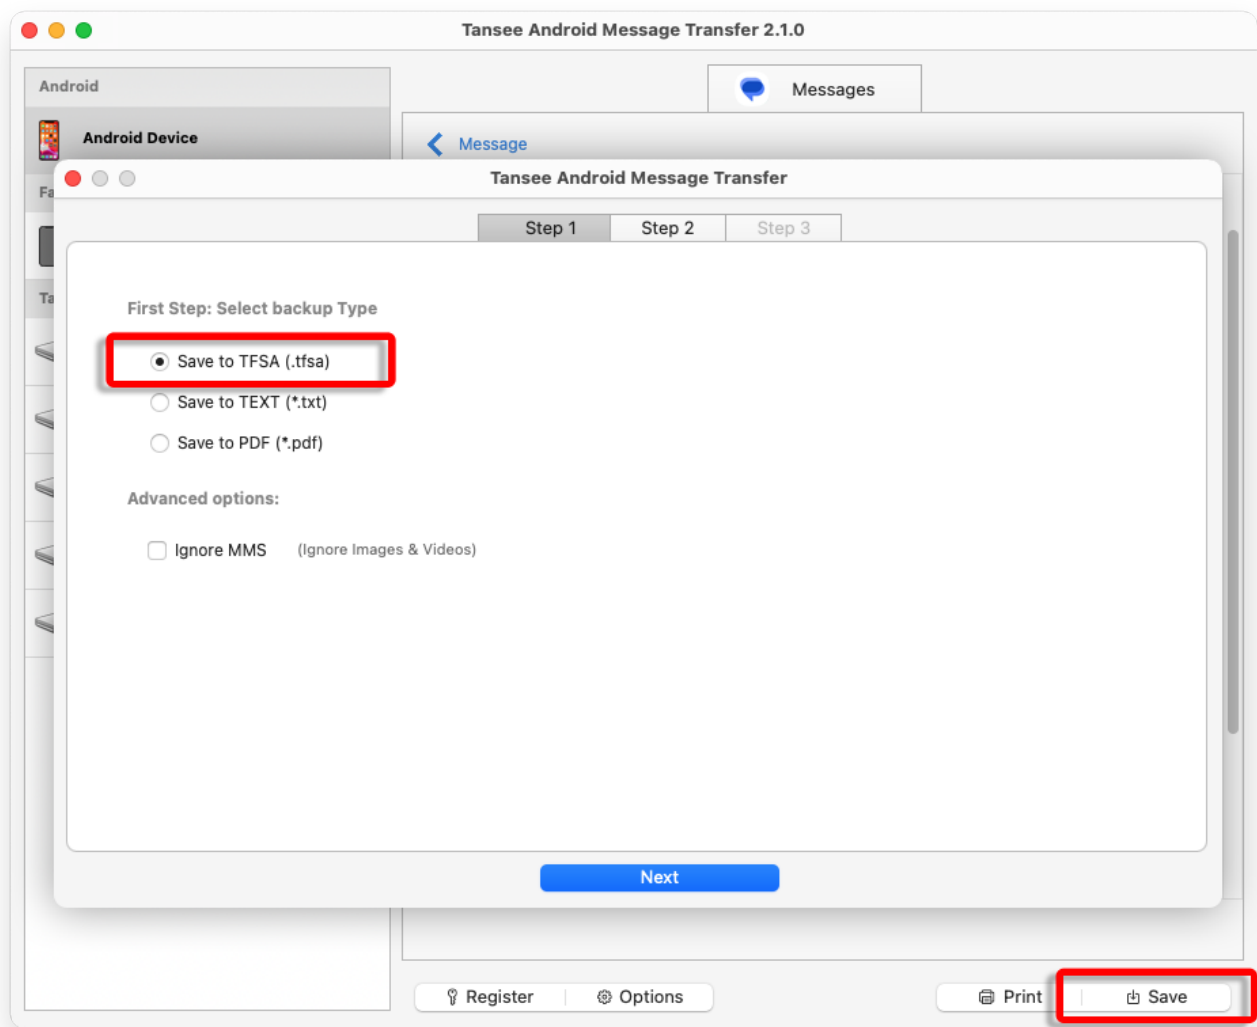 Tansee Android Message Transfer 2.1.0
Android
Messages
Android Device
Message
Tansee Android Message Transfer
Fa
Step 1 Step 2 Step 3
Ta
First Step: Select backup Type
Save to TFSA (.tfsa)
Save to TEXT (*.txt)
Save to PDF (*.pdf)
Advanced options:
Ignore MMS (Ignore Images & Videos)
Next
Register Options Print Save